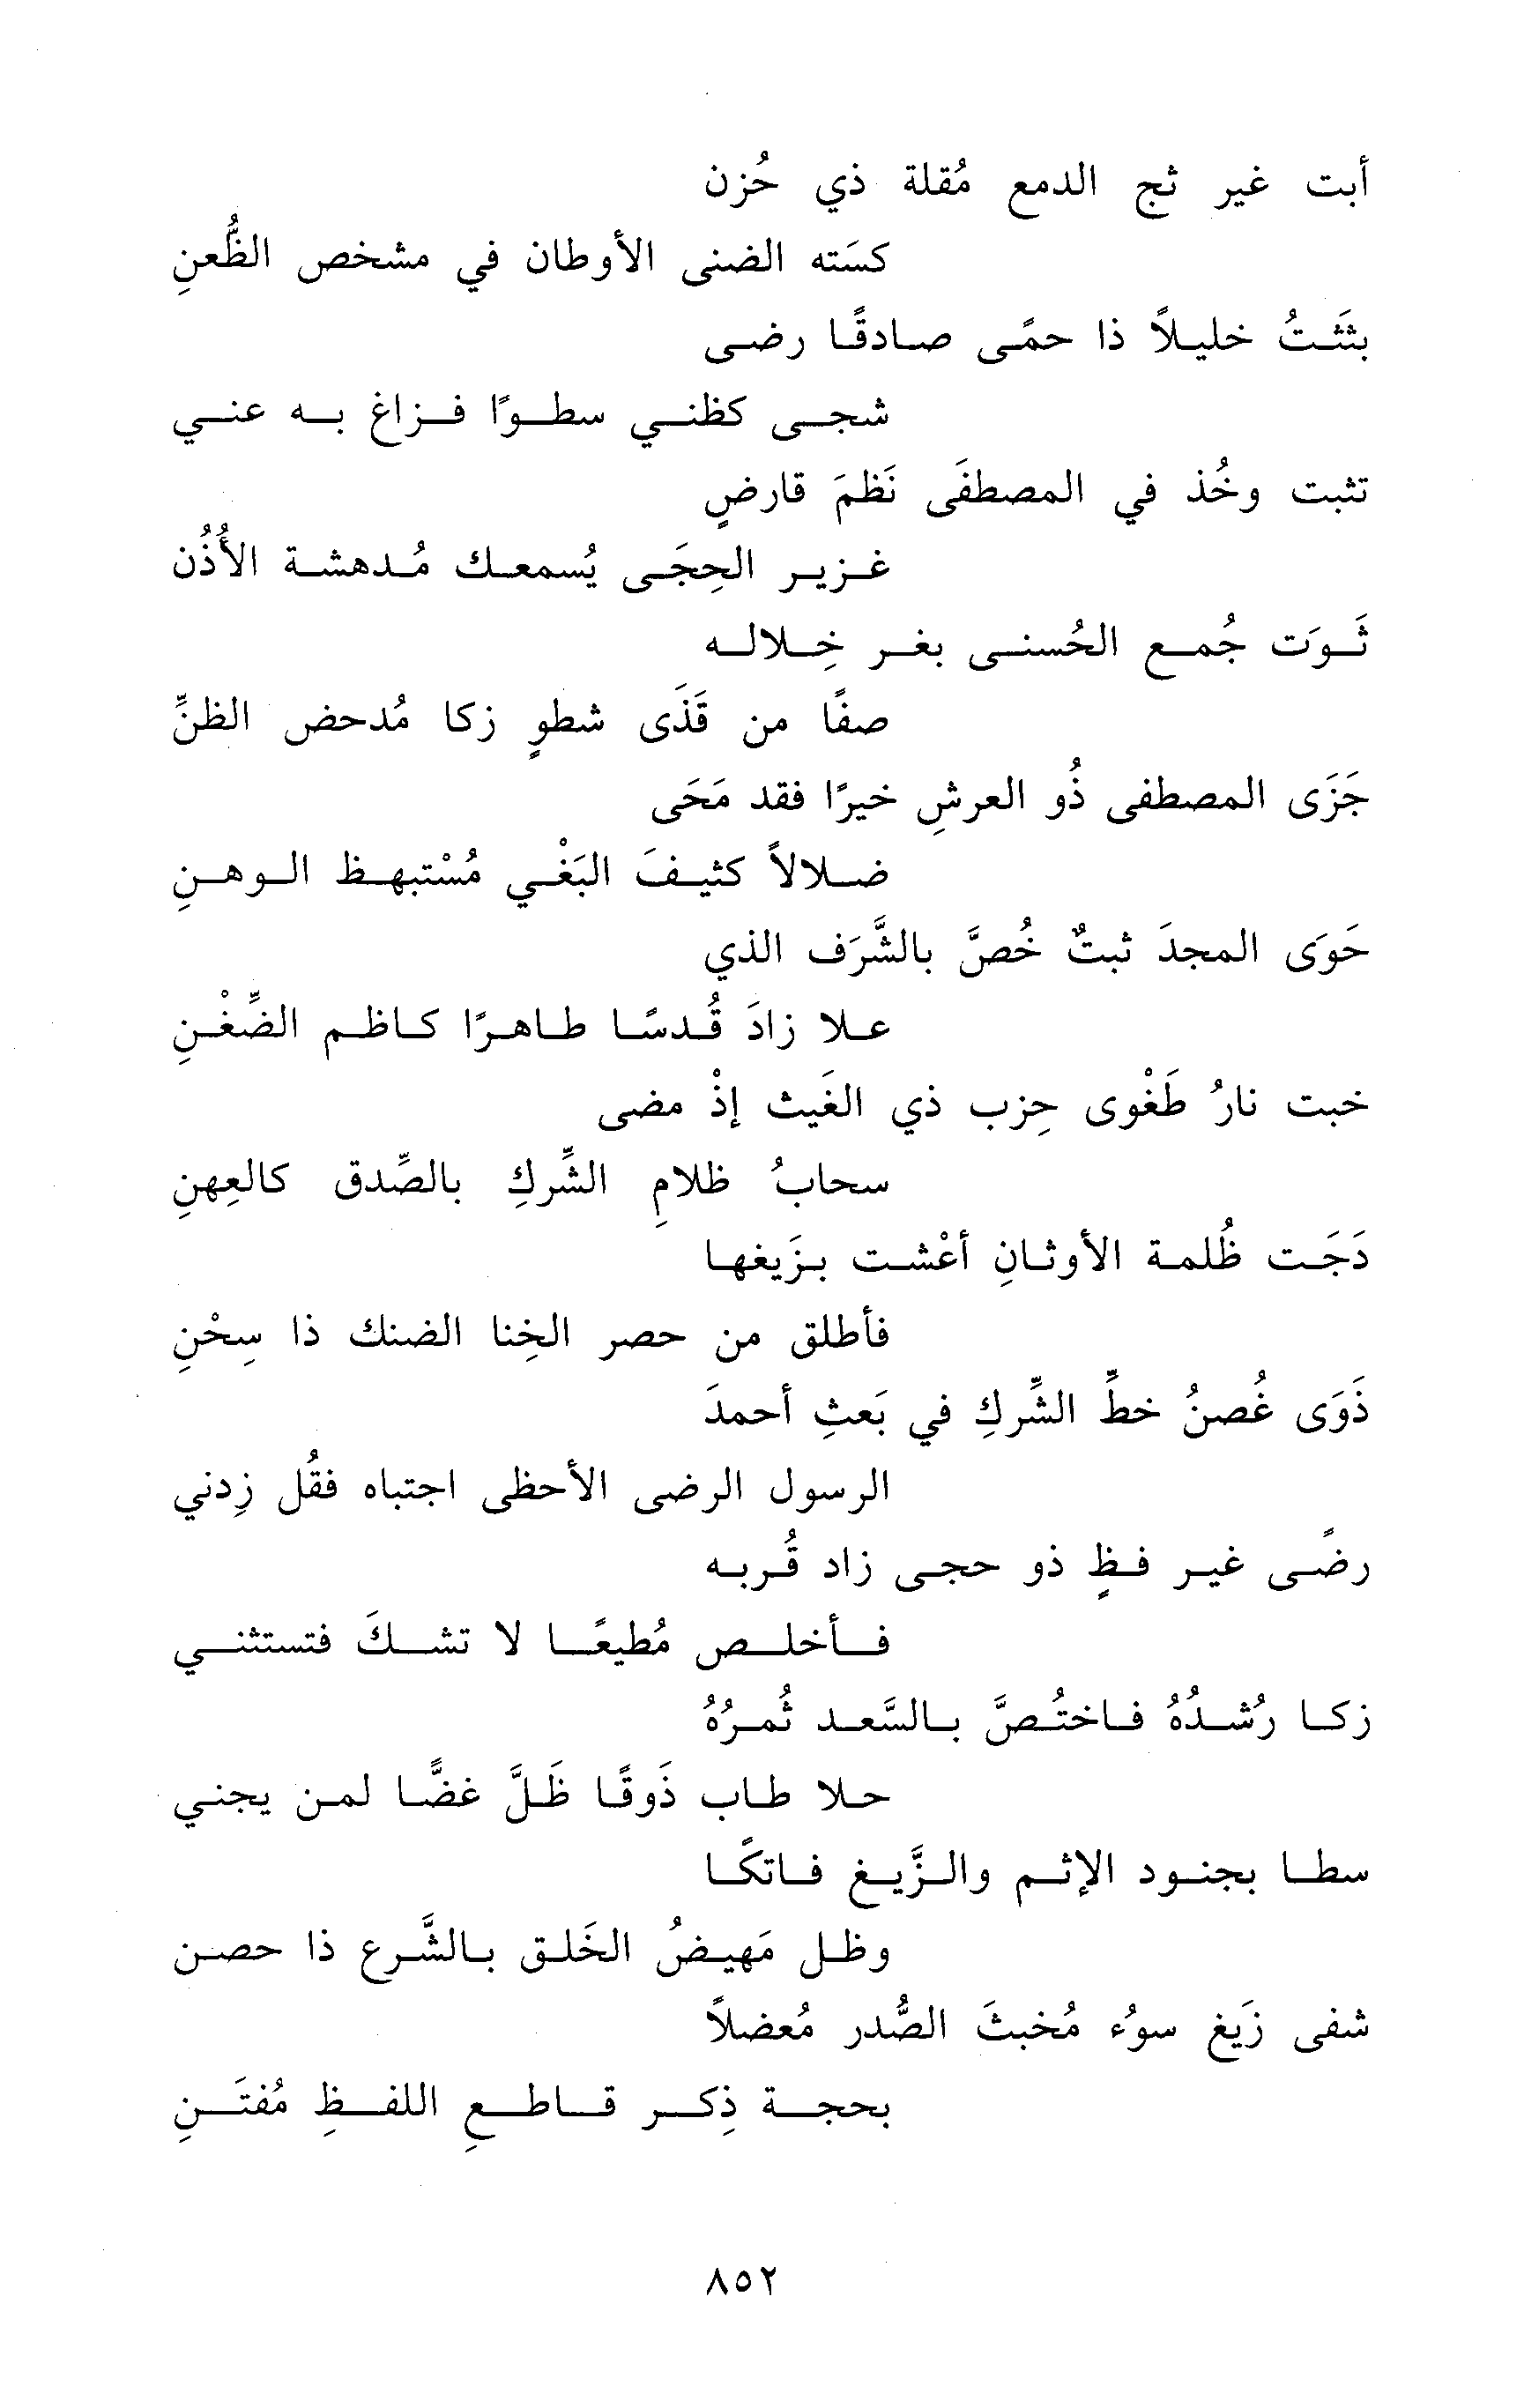 أبت غير ثج الدمع مُقلة ذي حُزن
كسَته الضنى الأوطان في مشخص الظُّعنِ
بثثَتُ خليلاً ذا حمًى صادقًا رضى
شجى كظني سطوًا فزاغ به عني
تثبت وخُذ في المصطفَى نَظمَ قارضٍ
غزير الحِجَى يُسمعك مُدهشة الأُذُن
ثَوَت جُمع الحُسنى بغر خِلاله
صفًا من قَذَى شطوٍ زكا مُدحض الظنِّ
جَزَى المصطفى ذُو العرشِ خيرًا فقد مَحَى
ضلالاً كثيفَ البَغْي مُسْتبهظ الوهنِ
حَوَى المجدَ ثبتٌ خُصَّ بالشَّرَف الذي
علا زادَ قُدسًا طاهرًا كاظم الضِّغْنِ
خبت نارُ طَغْوى حِزب ذي الغَيث إذْ مضى
سحابُ ظلامِ الشِّركِ بالصِّدق كالعِهنِ
دَجَت ظُلمة الأوثانِ أعْشت بزَيغها
فأطلق من حصر الخِنا الضنك ذا سِحْنِ
ذَوَى غُصنُ خطِّ الشِّركِ في بَعثِ أحمدَ
الرسول الرضى الأحظى اجتباه فقُل زِدني
رضًى غير فظٍ ذو حجى زاد قُربه
فأخلص مُطيعًا لا تشكَ فتستثني
زكا رُشدُهُ فاختُصَّ بالسَّعد ثُمرُهُ
حلا طاب ذَوقًا ظَلَّ غضًّا لمن يجني
سطا بجنود الإثم والزَّيغ فاتكًا
وظل مَهيضُ الخَلق بالشَّرع ذا حصن
شفى زَيغ سوُء مُخبثَ الصُّدر مُعضلاً
بحجة ذِكر قاطعِ اللفظِ مُفتَنِ
٨٥٢